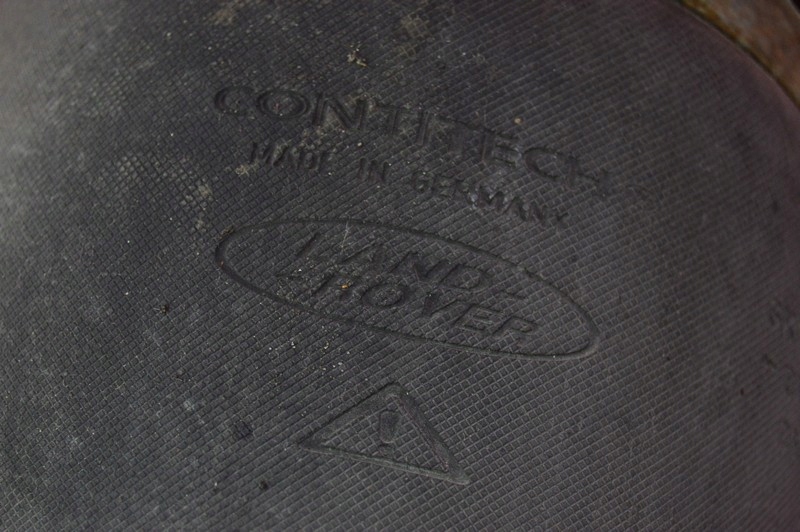 CONTITECH
MADE IN GERMANY
LAND-
-ROVER